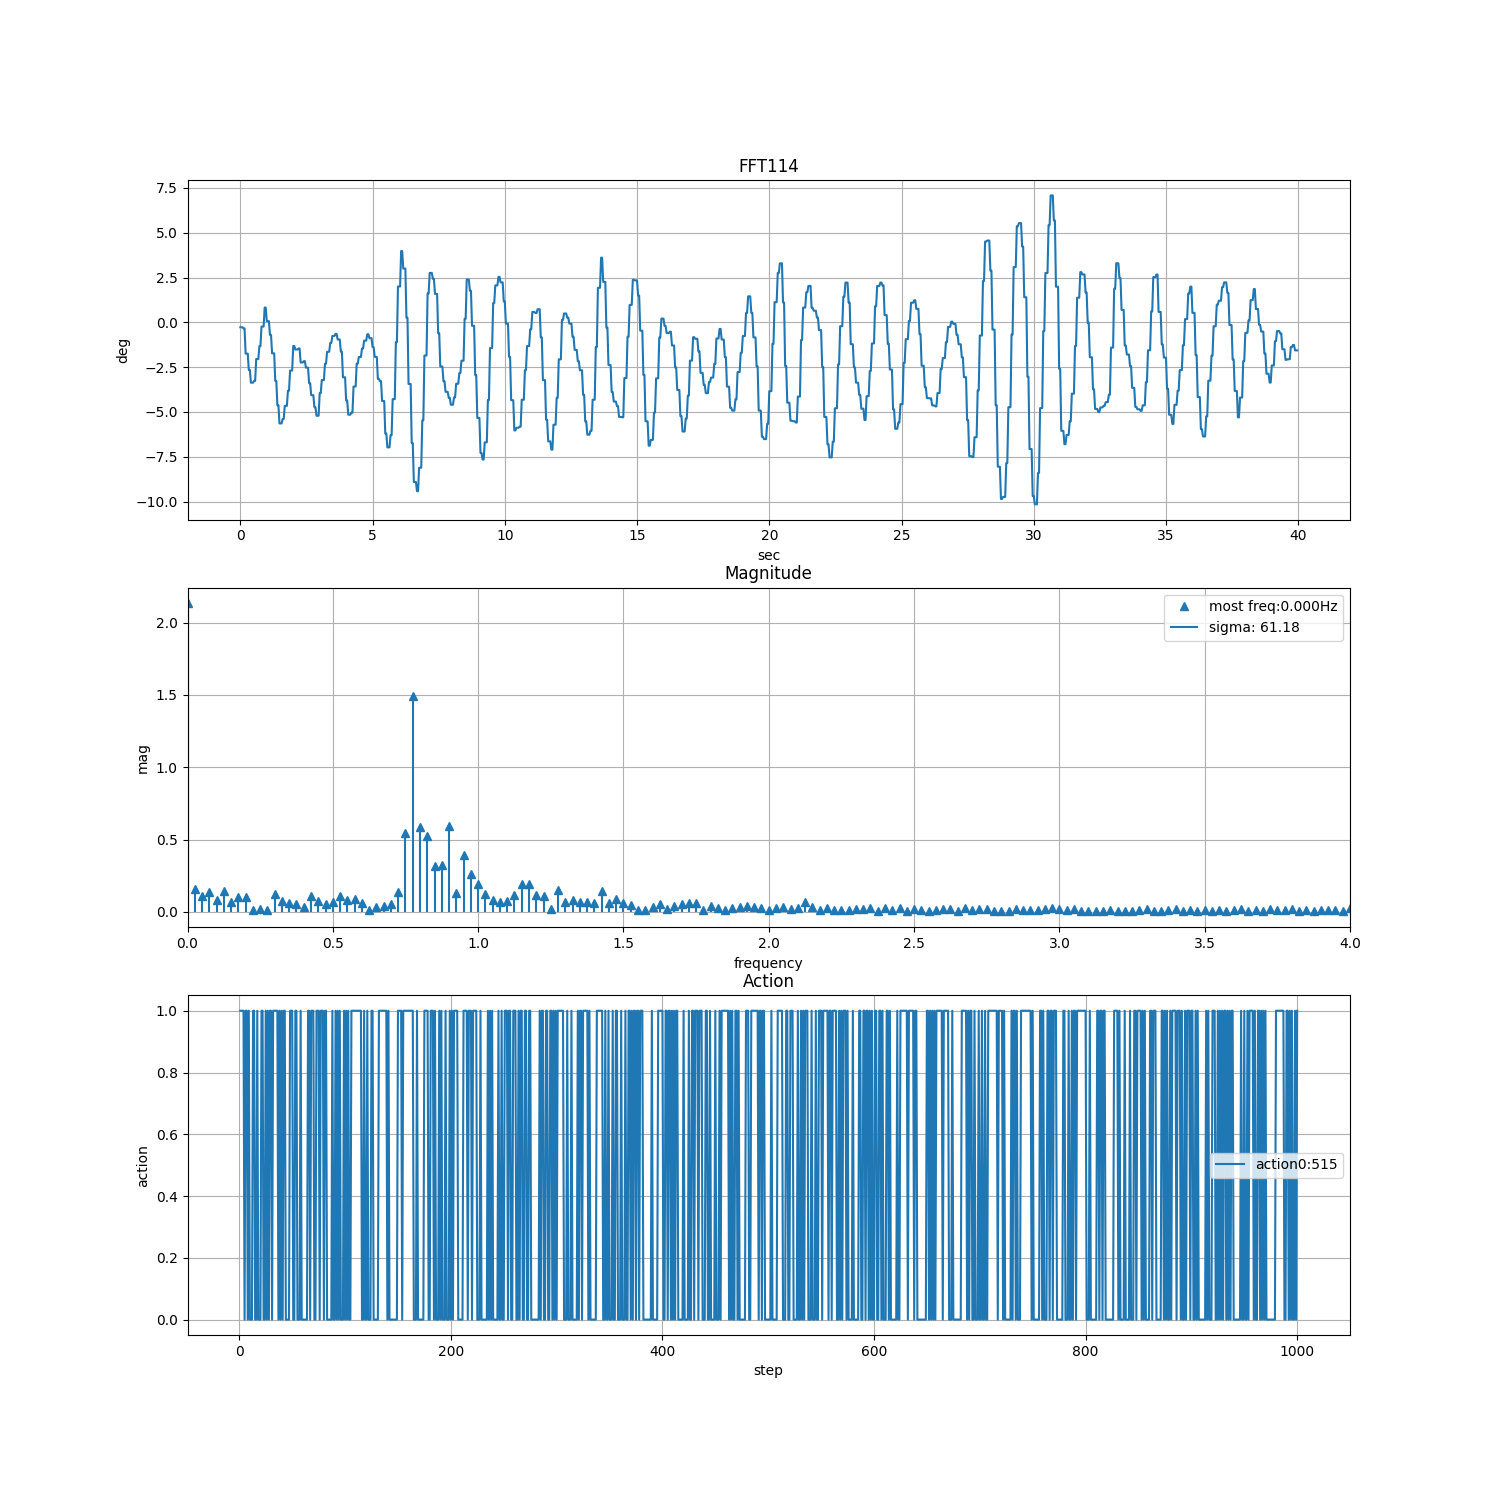 FFT114
7.5
5.0
2.5
0.0
−2.5
−5.0
−7.5
−10.0
deg
0 5 10 15 20 25 30 35 40
sec
Magnitude
most freq:0.000Hz
sigma: 61.18
2.0
1.5
1.0
0.5
0.0
mag
0.0 0.5 1.0 1.5 2.0 2.5 3.0 3.5 4.0
frequency
Action
1.0
0.8
0.6
0.4
0.2
0.0
action
action0:515
0 200 400 600 800 1000
step